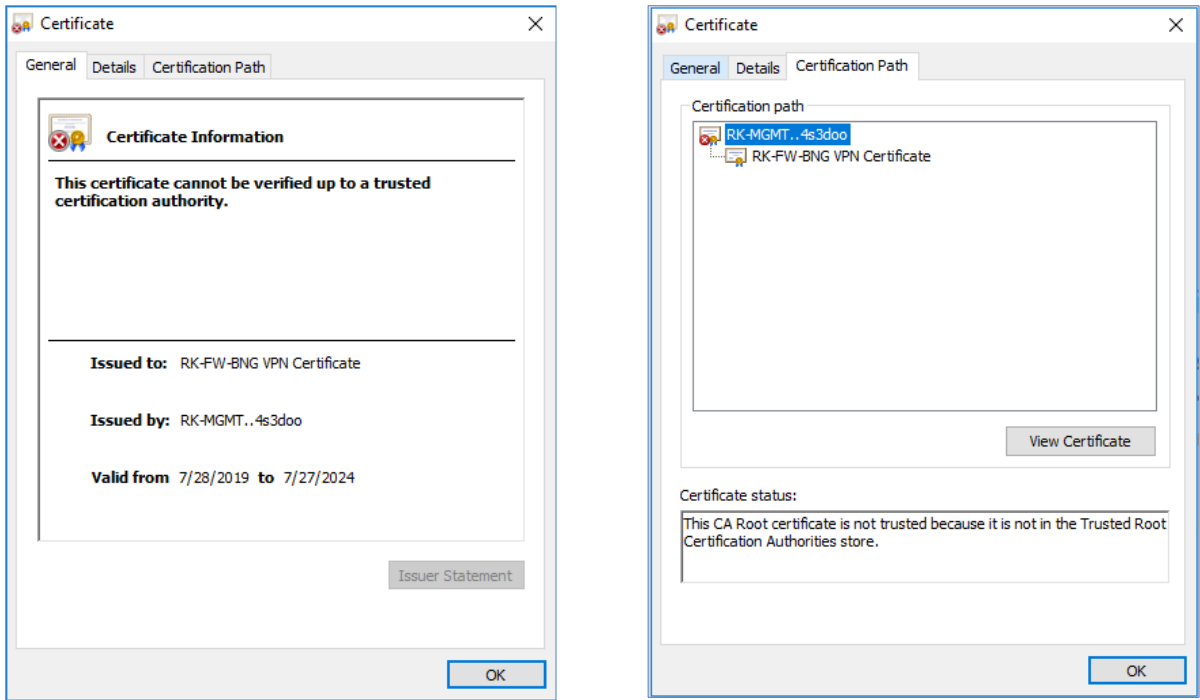 Certificate
General Details Certification Path
Certificate Information
This certificate cannot be verified up to a trusted
certification authority.
Issued to: RK-FW-BNG VPN Certificate
Issued by: RK-MGMT..4s3doo
Valid from 7/28/2019 to 7/27/2024
Issuer Statement
OK
Certificate
General Details Certification Path
Certification path
RK-MGMT..4s3doo
RK-FW-BNG VPN Certificate
View Certificate
Certificate status:
This CA Root certificate is not trusted because it is not in the Trusted Root
Certification Authorities store.
OK